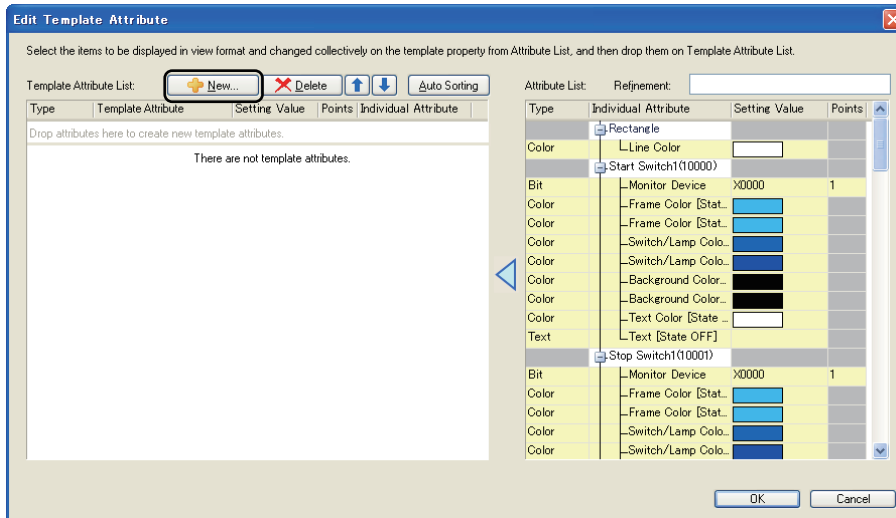 Edit Template Attribute
Select the items to be displayed in view format and changed collectively on the template property from Attribute List, and then drop them on Template Attribute List.
Template Attribute List: New... Delete Auto Sorting Attribute List: Refinement:
Type Template Attribute Setting Value Points Individual Attribute Type Individual Attribute Setting Value Points
Drop attributes here to create new template attributes. Rectangle
There are not template attributes. Color Line Color
Start Switch1(10000)
Bit Monitor Device X0000 1
Color Frame Color [Stat...
Color Frame Color [Stat...
Color Switch/Lamp Colo...
Color Switch/Lamp Colo...
Color Background Color...
Color Background Color...
Color Text Color [State ...
Text Text [State OFF]
Stop Switch1(10001)
Bit Monitor Device X0000 1
Color Frame Color [Stat...
Color Frame Color [Stat...
Color Switch/Lamp Colo...
Color Switch/Lamp Colo...
OK Cancel